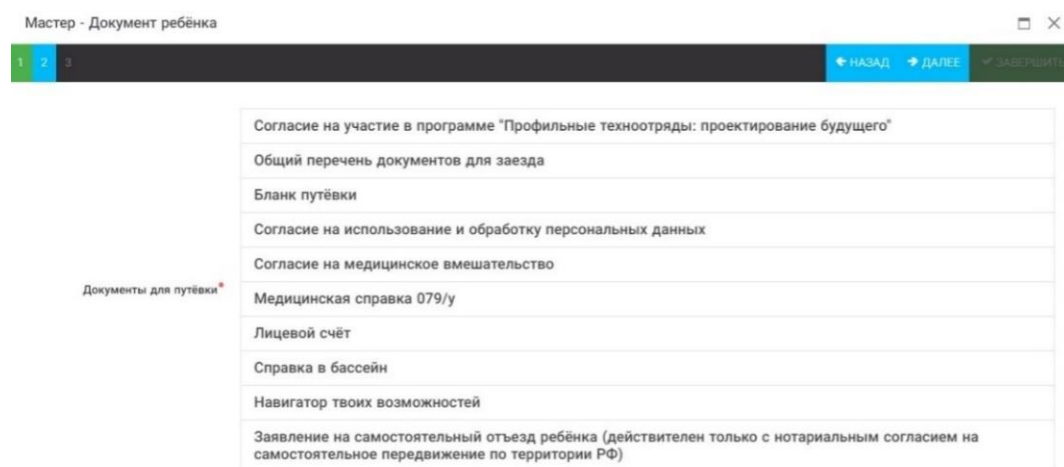 Мастер - Документ ребёнка
1 2 3 НАЗАД ДАЛЕЕ ЗАВЕРШИТЬ
Согласие на участие в программе "Профильные техноотряды: проектирование будущего"
Общий перечень документов для заезда
Бланк путёвки
Согласие на использование и обработку персональных данных
Согласие на медицинское вмешательство
Документы для путёвки*
Медицинская справка 079/у
Лицевой счёт
Справка в бассейн
Навигатор твоих возможностей
Заявление на самостоятельный отъезд ребёнка (действителен только с нотариальным согласием на
самостоятельное передвижение по территории РФ)